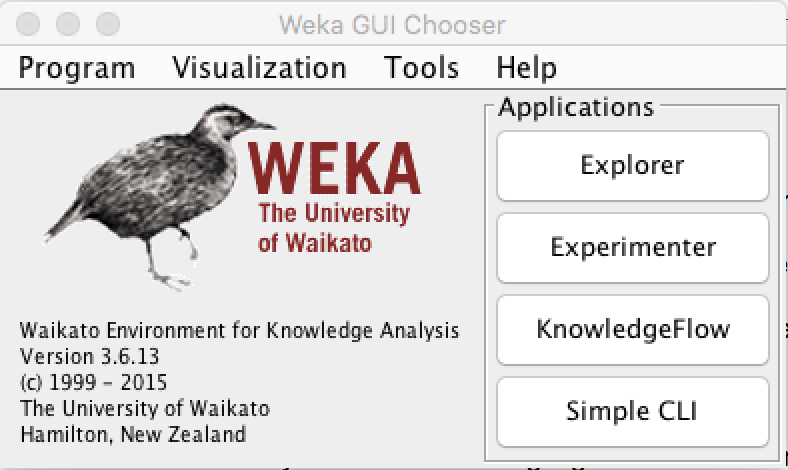 Weka GUI Chooser
Program Visualization Tools Help
WEKA
The University
of Waikato
Waikato Environment for Knowledge Analysis
Version 3.6.13
(c) 1999 - 2015
The University of Waikato
Hamilton, New Zealand
Applications
Explorer
Experimenter
KnowledgeFlow
Simple CLI